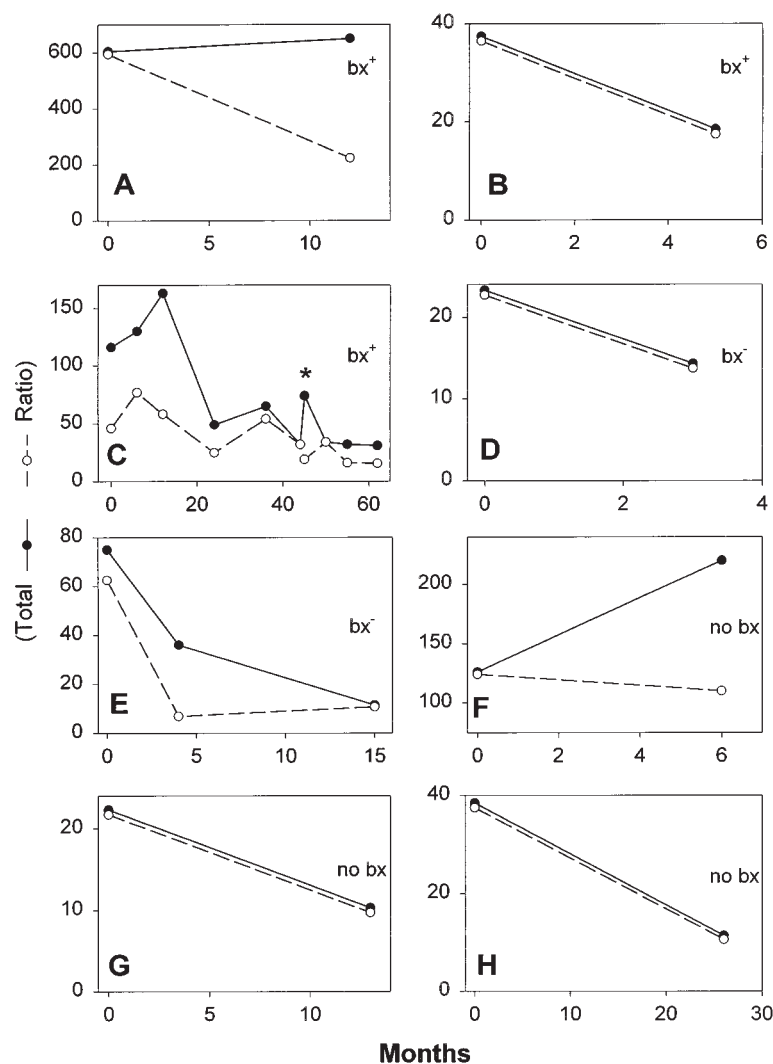 600
400
200
0
0 5 10
bx+
A
40
20
0
0 2 4 6
bx+
B
150
100
50
0
0 20 40 60
bx+
*
C
20
10
0
0 2 4
bx-
D
(Total Ratio)
80
60
40
20
0
0 5 10 15
bx-
E
200
150
100
0 2 4 6
no bx
F
20
10
0
0 5 10
no bx
G
40
20
0
0 10 20 30
no bx
H
Months